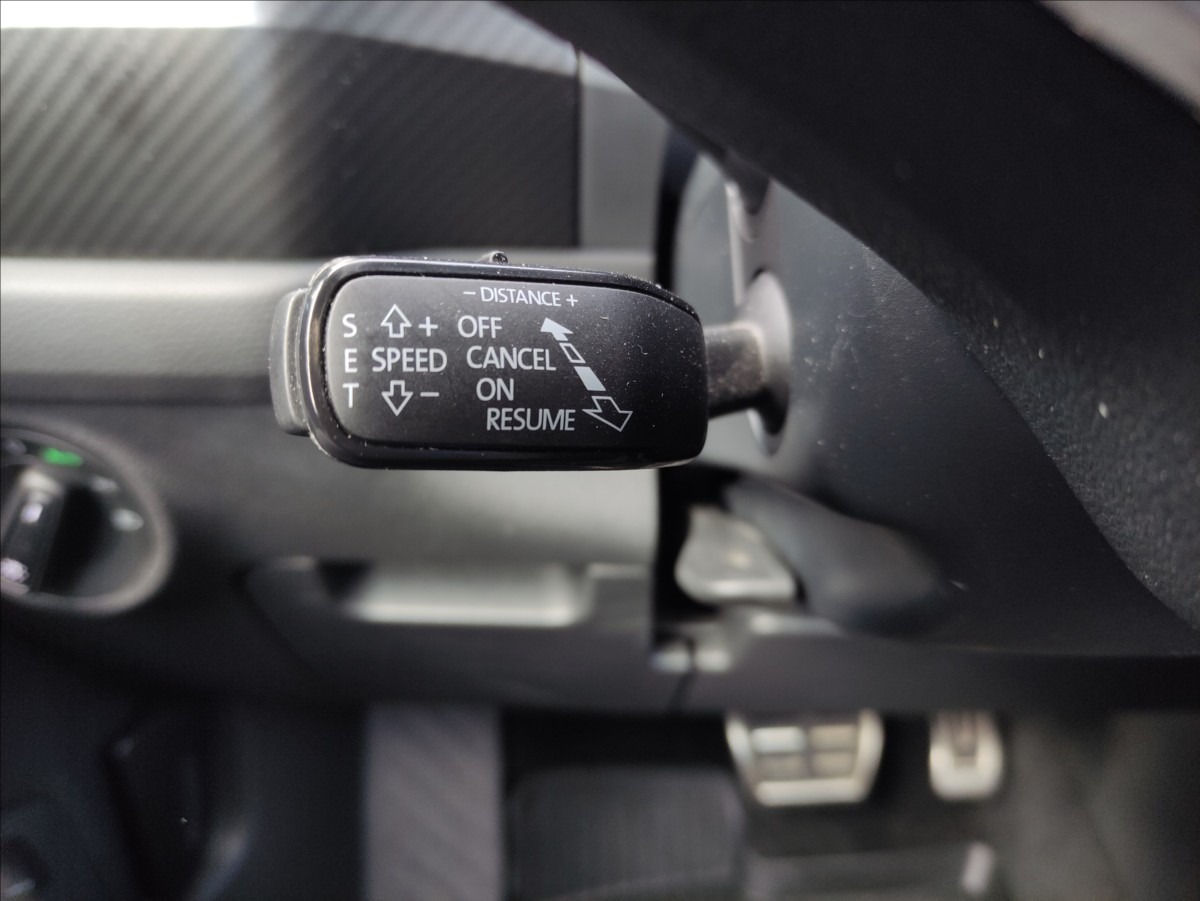 − DISTANCE +
S + OFF
E SPEED CANCEL
T − ON
RESUME